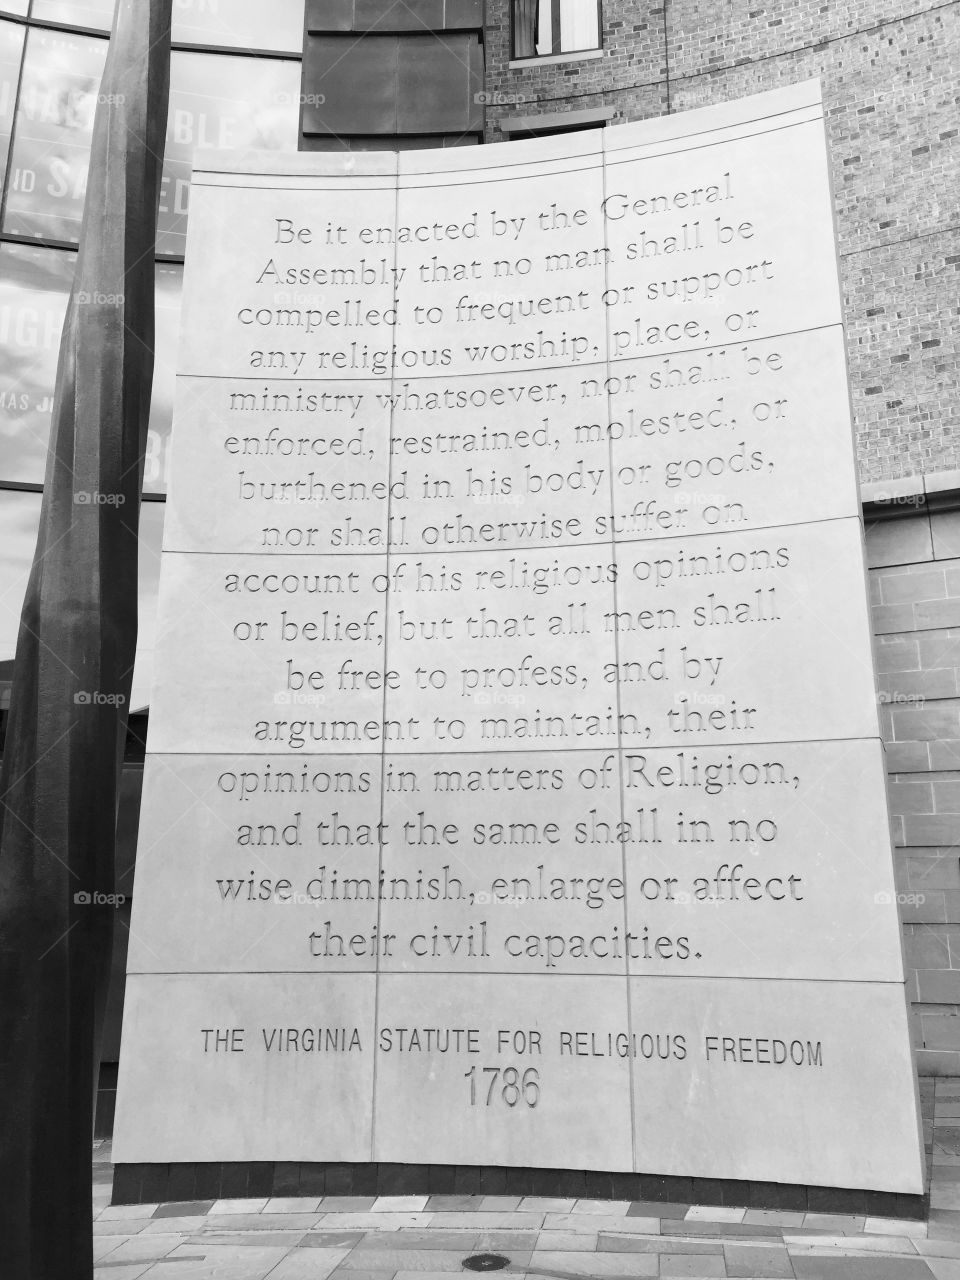 Be it enacted by the General
Assembly that no man shall be
compelled to frequent or support
any religious worship, place, or
ministry whatsoever, nor shall be
enforced, restrained, molested, or
burthened in his body or goods,
nor shall otherwise suffer on
account of his religious opinions
or belief, but that all men shall
be free to profess, and by
argument to maintain, their
opinions in matters of Religion,
and that the same shall in no
wise diminish, enlarge or affect
their civil capacities.
THE VIRGINIA STATUTE FOR RELIGIOUS FREEDOM
1786
foap